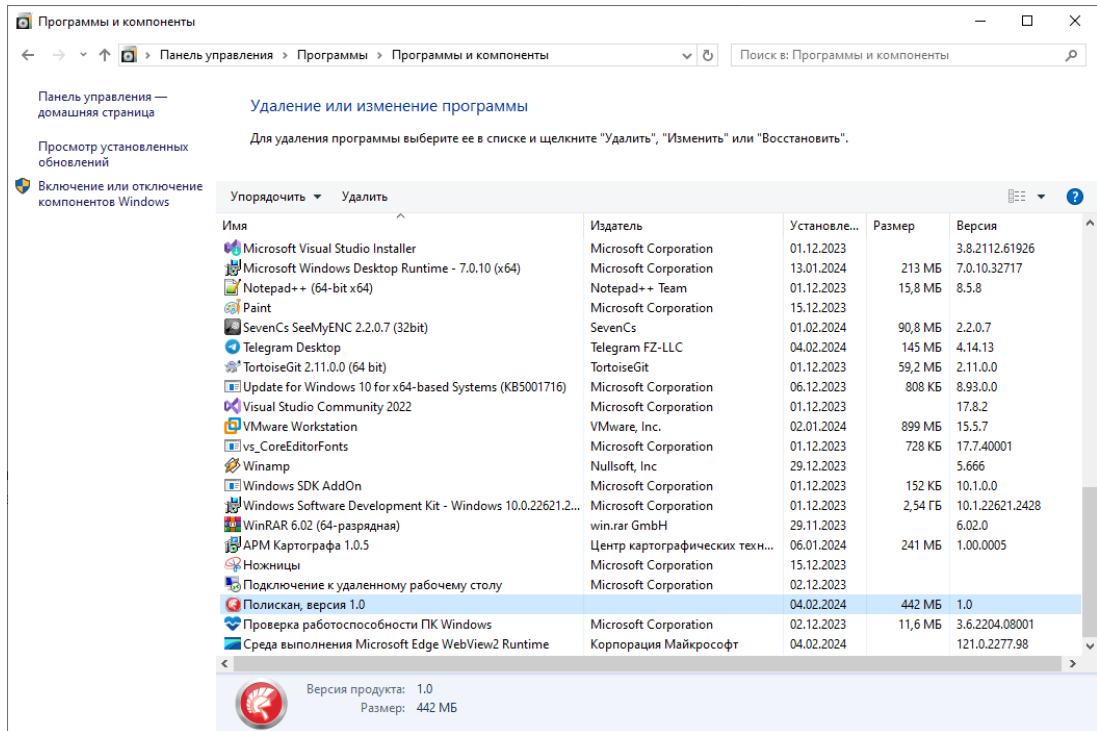 Программы и компоненты
Панель управления > Программы > Программы и компоненты
Поиск в: Программы и компоненты
Панель управления —
домашняя страница
Просмотр установленных
обновлений
Включение или отключение
компонентов Windows
Удаление или изменение программы
Для удаления программы выберите ее в списке и щелкните "Удалить", "Изменить" или "Восстановить".
Упорядочить Удалить
Имя Издатель Установле... Размер Версия
Microsoft Visual Studio Installer Microsoft Corporation 01.12.2023 3.8.2112.61926
Microsoft Windows Desktop Runtime - 7.0.10 (x64) Microsoft Corporation 13.01.2024 213 МБ 7.0.10.32717
Notepad++ (64-bit x64) Notepad++ Team 01.12.2023 15,8 МБ 8.5.8
Paint Microsoft Corporation 15.12.2023
SevenCs SeeMyENC 2.2.0.7 (32bit) SevenCs 01.02.2024 90,8 МБ 2.2.0.7
Telegram Desktop Telegram FZ-LLC 04.02.2024 145 МБ 4.14.13
TortoiseGit 2.11.0.0 (64 bit) TortoiseGit 01.12.2023 59,2 МБ 2.11.0.0
Update for Windows 10 for x64-based Systems (KB5001716) Microsoft Corporation 06.12.2023 808 КБ 8.93.0.0
Visual Studio Community 2022 Microsoft Corporation 01.12.2023 17.8.2
VMware Workstation VMware, Inc. 02.01.2024 899 МБ 15.5.7
vs_CoreEditorFonts Microsoft Corporation 01.12.2023 728 КБ 17.7.40001
Winamp Nullsoft, Inc 29.12.2023 5.666
Windows SDK AddOn Microsoft Corporation 01.12.2023 152 КБ 10.1.0.0
Windows Software Development Kit - Windows 10.0.22621.2... Microsoft Corporation 01.12.2023 2,54 ГБ 10.1.22621.2428
WinRAR 6.02 (64-разрядная) win.rar GmbH 29.11.2023 6.02.0
АРМ Картографа 1.0.5 Центр картографических техн... 06.01.2024 241 МБ 1.00.0005
Ножницы Microsoft Corporation 15.12.2023
Подключение к удаленному рабочему столу Microsoft Corporation 02.12.2023
Полискан, версия 1.0 04.02.2024 442 МБ 1.0
Проверка работоспособности ПК Windows Microsoft Corporation 02.12.2023 11,6 МБ 3.6.2204.08001
Среда выполнения Microsoft Edge WebView2 Runtime Корпорация Майкрософт 04.02.2024 121.0.2277.98
Версия продукта: 1.0
Размер: 442 МБ